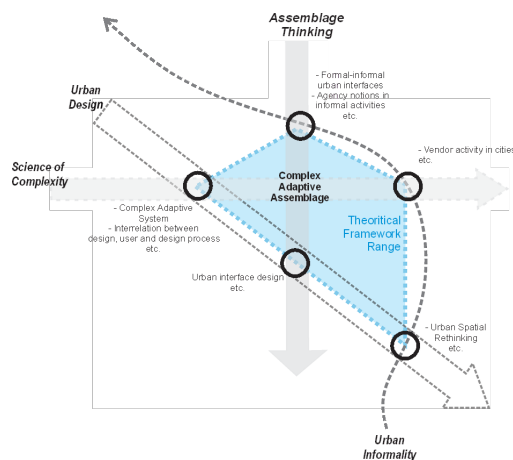 Assemblage
Thinking
- Formal-informal
urban interfaces
- Agency notions in
informal activities
etc.
Urban
Design
- Vendor activity in cities
etc.
Science of
Complexity
Complex
Adaptive
Assemblage
- Complex Adaptive
System
- Interrelation between
design, user and design process
etc.
Theoritical
Framework
Range
Urban interface design
etc.
- Urban Spatial
Rethinking
etc.
Urban
Informality